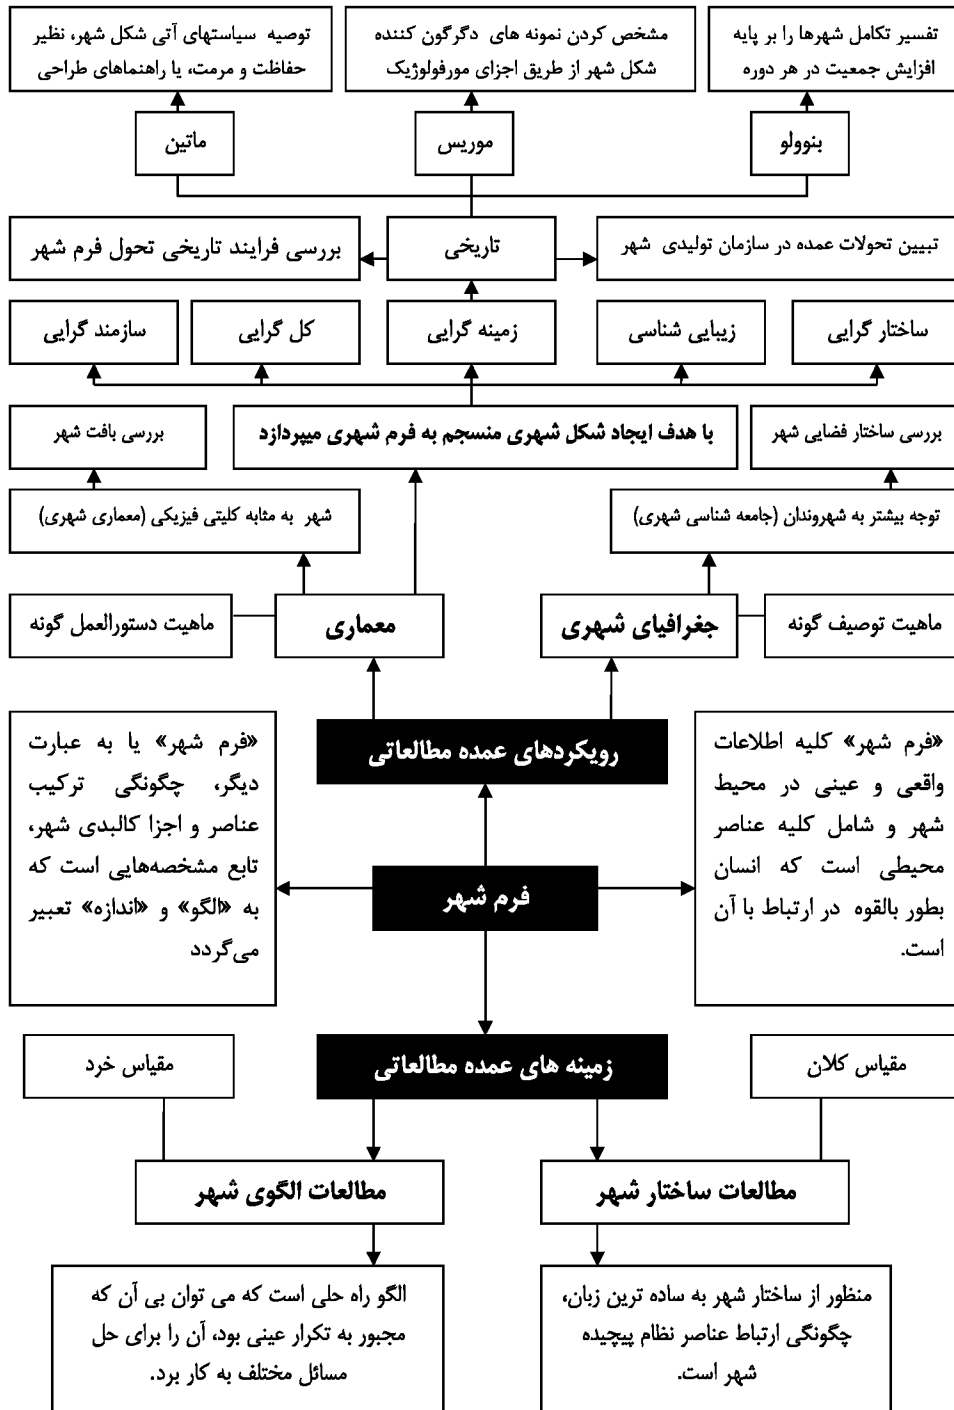 تفسیر تکامل شهرها را بر پایه
افزایش جمعیت در هر دوره
مشخص کردن نمونه های دگرگون کننده
شکل شهر از طریق اجزای مورفولوژیک
توصیه سیاستهای آتی شکل شهر، نظیر
حفاظت و مرمت، یا راهنماهای طراحی
بنوولو
موریس
ماتین
تبیین تحولات عمده در سازمان تولیدی شهر
تاریخی
بررسی فرایند تاریخی تحول فرم شهر
ساختار گرایی
زیبایی شناسی
زمینه گرایی
کل گرایی
سازمند گرایی
بررسی ساختار فضایی شهر
با هدف ایجاد شکل شهری منسجم به فرم شهری میپردازد
بررسی بافت شهر
توجه بیشتر به شهروندان (جامعه شناسی شهری)
شهر به مثابه کلیتی فیزیکی (معماری شهری)
ماهیت توصیف گونه
جغرافیای شهری
معماری
ماهیت دستورالعمل گونه
رویکردهای عمده مطالعاتی
«فرم شهر» کلیه اطلاعات
واقعی و عینی در محیط
شهر و شامل کلیه عناصر
محیطی است که انسان
بطور بالقوه در ارتباط با آن
است.
فرم شهر
«فرم شهر» یا به عبارت
دیگر، چگونگی ترکیب
عناصر و اجزا کالبدی شهر،
تابع مشخصه‌هایی است که
به «الگو» و «اندازه» تعبیر
می‌گردد
مقیاس کلان
زمینه های عمده مطالعاتی
مقیاس خرد
مطالعات ساختار شهر
مطالعات الگوی شهر
منظور از ساختار شهر به ساده ترین زبان،
چگونگی ارتباط عناصر نظام پیچیده
شهر است.
الگو راه حلی است که می توان بی آن که
مجبور به تکرار عینی بود، آن را برای حل
مسائل مختلف به کار برد.